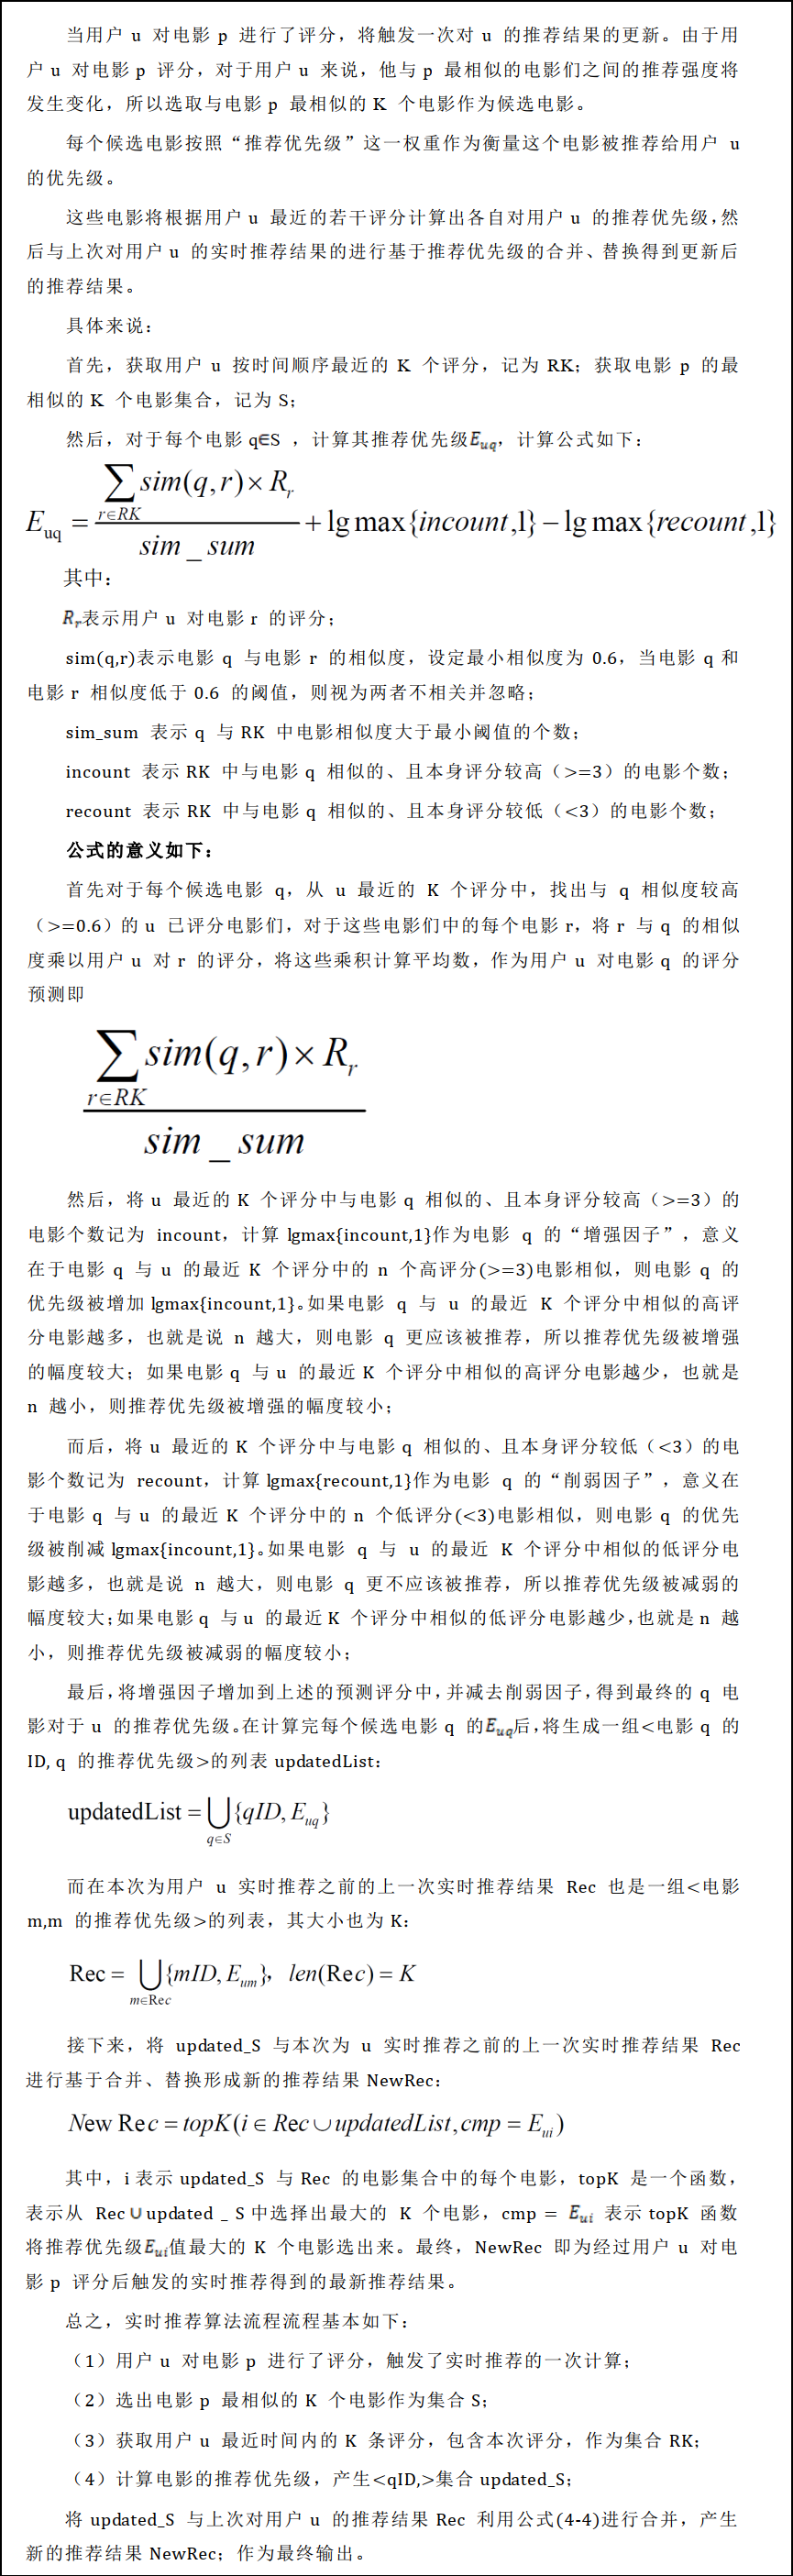 当用户 u 对电影 p 进行了评分，将触发一次对 u 的推荐结果的更新。由于用
户 u 对电影 p 评分，对于用户 u 来说，他与 p 最相似的电影们之间的推荐强度将
发生变化，所以选取与电影 p 最相似的 K 个电影作为候选电影。
每个候选电影按照“推荐优先级”这一权重作为衡量这个电影被推荐给用户 u
的优先级。
这些电影将根据用户 u 最近的若干评分计算出各自对用户 u 的推荐优先级，然
后与上次对用户 u 的实时推荐结果的进行基于推荐优先级的合并、替换得到更新后
的推荐结果。
具体来说：
首先，获取用户 u 按时间顺序最近的 K 个评分，记为 RK；获取电影 p 的最
相似的 K 个电影集合，记为 S；
然后，对于每个电影 q∈S ，计算其推荐优先级E_uq，计算公式如下：
E_uq = \frac{\sum_{r∈RK} sim(q,r) × R_r}{sim_sum} + lg max{incount,1} − lg max{recount,1}
其中：
R_r表示用户 u 对电影 r 的评分；
sim(q,r)表示电影 q 与电影 r 的相似度，设定最小相似度为 0.6，当电影 q 和
电影 r 相似度低于 0.6 的阈值，则视为两者不相关并忽略；
sim_sum 表示 q 与 RK 中电影相似度大于最小阈值的个数；
incount 表示 RK 中与电影 q 相似的、且本身评分较高（>=3）的电影个数；
recount 表示 RK 中与电影 q 相似的、且本身评分较低（<3）的电影个数；
公式的意义如下：
首先对于每个候选电影 q，从 u 最近的 K 个评分中，找出与 q 相似度较高
（>=0.6）的 u 已评分电影们，对于这些电影们中的每个电影 r，将 r 与 q 的相似
度乘以用户 u 对 r 的评分，将这些乘积计算平均数，作为用户 u 对电影 q 的评分
预测即
\frac{\sum_{r∈RK} sim(q,r) × R_r}{sim_sum}
然后，将 u 最近的 K 个评分中与电影 q 相似的、且本身评分较高（>=3）的
电影个数记为 incount，计算 lgmax{incount,1}作为电影 q 的“增强因子”，意义
在于电影 q 与 u 的最近 K 个评分中的 n 个高评分(>=3)电影相似，则电影 q 的
优先级被增加 lgmax{incount,1}。如果电影 q 与 u 的最近 K 个评分中相似的高评
分电影越多，也就是说 n 越大，则电影 q 更应该被推荐，所以推荐优先级被增强
的幅度较大；如果电影 q 与 u 的最近 K 个评分中相似的高评分电影越少，也就是
n 越小，则推荐优先级被增强的幅度较小；
而后，将 u 最近的 K 个评分中与电影 q 相似的、且本身评分较低（<3）的电
影个数记为 recount，计算 lgmax{recount,1}作为电影 q 的“削弱因子”，意义在
于电影 q 与 u 的最近 K 个评分中的 n 个低评分(<3)电影相似，则电影 q 的优先
级被削减 lgmax{incount,1}。如果电影 q 与 u 的最近 K 个评分中相似的低评分电
影越多，也就是说 n 越大，则电影 q 更不应该被推荐，所以推荐优先级被减弱的
幅度较大；如果电影 q 与 u 的最近 K 个评分中相似的低评分电影越少，也就是 n 越
小，则推荐优先级被减弱的幅度较小；
最后，将增强因子增加到上述的预测评分中，并减去削弱因子，得到最终的 q 电
影对于 u 的推荐优先级。在计算完每个候选电影 q 的E_uq后，将生成一组<电影 q 的
ID, q 的推荐优先级>的列表 updatedList：
updatedList = ⋃_{q∈S} {qID, E_uq}
而在本次为用户 u 实时推荐之前的上一次实时推荐结果 Rec 也是一组<电影
m,m 的推荐优先级>的列表，其大小也为 K：
Rec = ⋃_{m∈Rec} {mID, E_um}，len(Rec) = K
接下来，将 updated_S 与本次为 u 实时推荐之前的上一次实时推荐结果 Rec
进行基于合并、替换形成新的推荐结果 NewRec：
New Rec = topK(i ∈ Rec ∪ updatedList, cmp = E_ui)
其中，i 表示 updated_S 与 Rec 的电影集合中的每个电影，topK 是一个函数，
表示从 Rec ∪ updated _ S 中选择出最大的 K 个电影，cmp = E_ui 表示 topK 函数
将推荐优先级E_ui值最大的 K 个电影选出来。最终，NewRec 即为经过用户 u 对电
影 p 评分后触发的实时推荐得到的最新推荐结果。
总之，实时推荐算法流程流程基本如下：
（1）用户 u 对电影 p 进行了评分，触发了实时推荐的一次计算；
（2）选出电影 p 最相似的 K 个电影作为集合 S；
（3）获取用户 u 最近时间内的 K 条评分，包含本次评分，作为集合 RK；
（4）计算电影的推荐优先级，产生<qID,>集合 updated_S；
将 updated_S 与上次对用户 u 的推荐结果 Rec 利用公式(4-4)进行合并，产生
新的推荐结果 NewRec；作为最终输出。